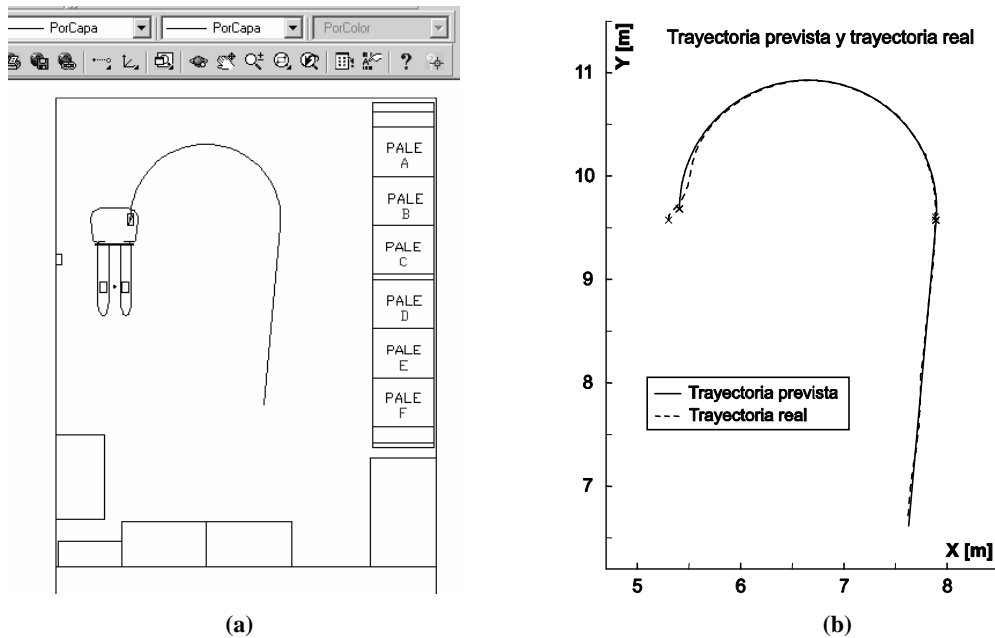 PorCapa
PorCapa
PorColor
?
PALE
A
PALE
B
PALE
C
PALE
D
PALE
E
PALE
F
(a)
Trayectoria prevista y trayectoria real
Y [m]
11
10
9
8
7
Trayectoria prevista
Trayectoria real
X [m]
5 6 7 8
(b)